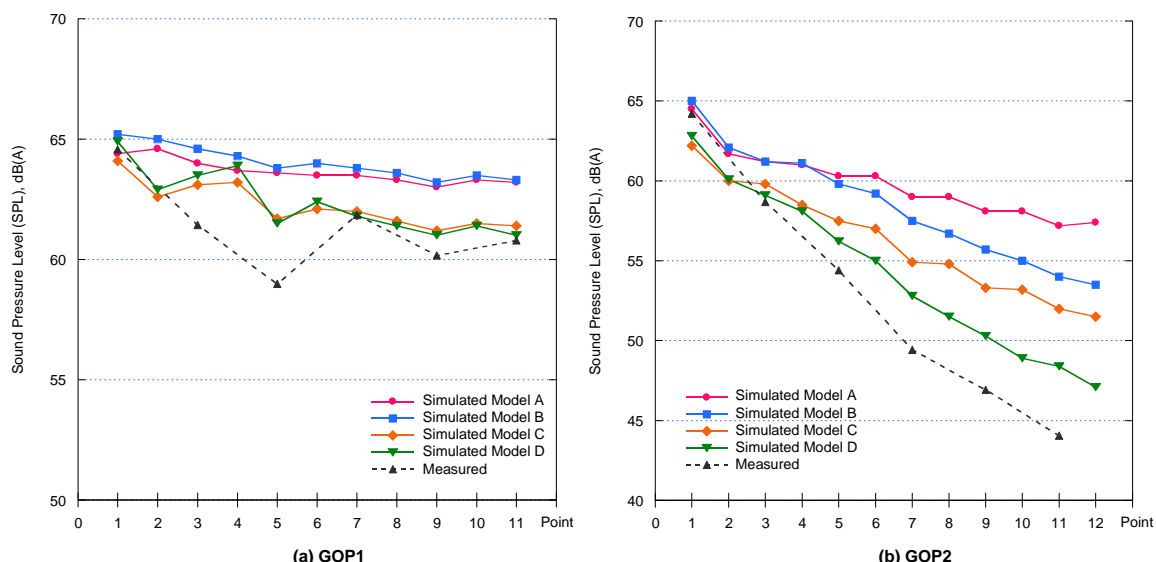 70
65
60
55
50
Sound Pressure Level (SPL), dB(A)
Simulated Model A
Simulated Model B
Simulated Model C
Simulated Model D
Measured
0 1 2 3 4 5 6 7 8 9 10 11 Point
(a) GOP1
70
65
60
55
50
45
40
Sound Pressure Level (SPL), dB(A)
Simulated Model A
Simulated Model B
Simulated Model C
Simulated Model D
Measured
0 1 2 3 4 5 6 7 8 9 10 11 12 Point
(b) GOP2